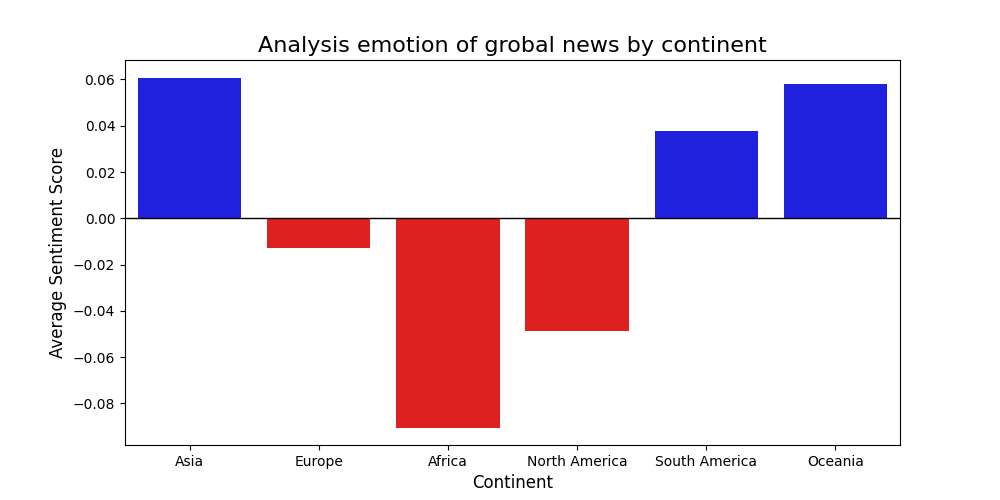 Analysis emotion of grobal news by continent
Average Sentiment Score
0.06
0.04
0.02
0.00
−0.02
−0.04
−0.06
−0.08
Asia Europe Africa North America South America Oceania
Continent